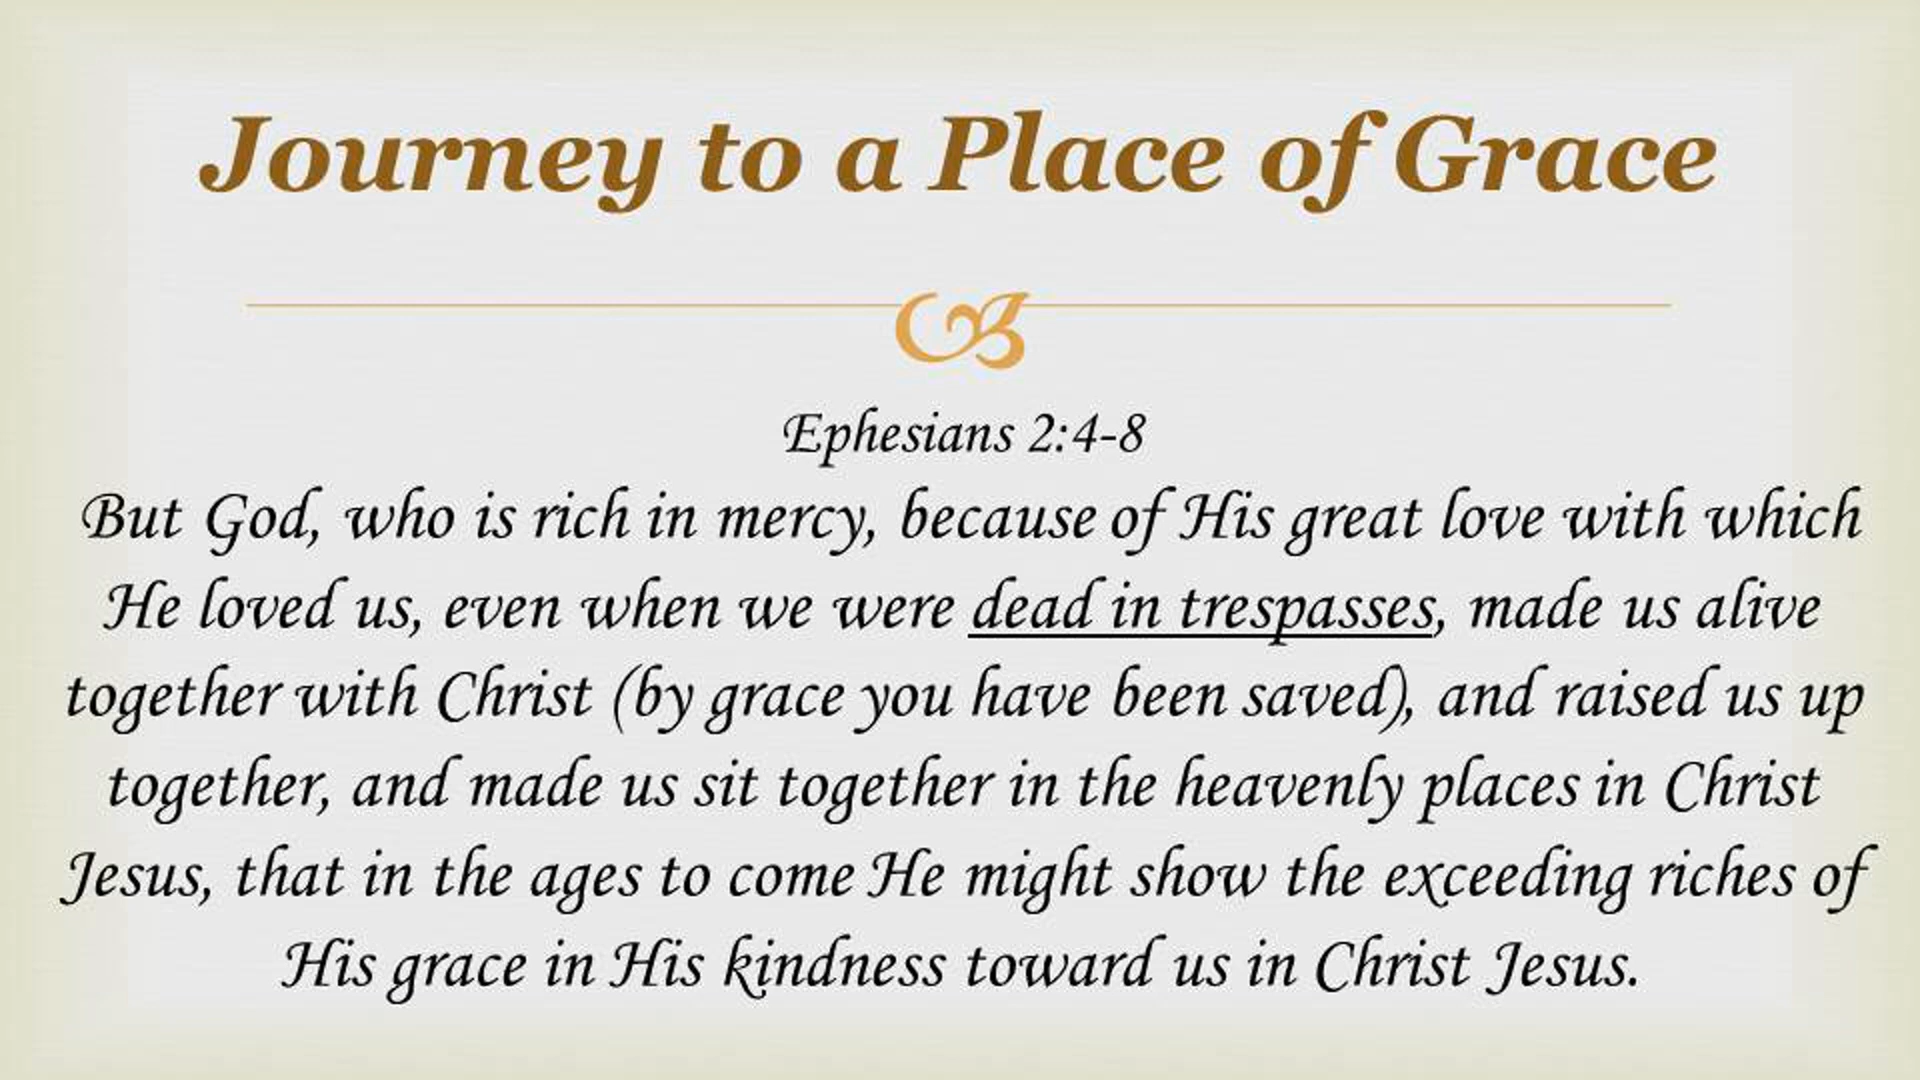 Journey to a Place of Grace
Ephesians 2:4-8
But God, who is rich in mercy, because of His great love with which
He loved us, even when we were dead in trespasses, made us alive
together with Christ (by grace you have been saved), and raised us up
together, and made us sit together in the heavenly places in Christ
Jesus, that in the ages to come He might show the exceeding riches of
His grace in His kindness toward us in Christ Jesus.